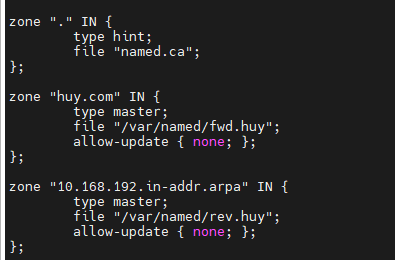 zone "." IN {
        type hint;
        file "named.ca";
};

zone "huy.com" IN {
        type master;
        file "/var/named/fwd.huy";
        allow-update { none; };
};

zone "10.168.192.in-addr.arpa" IN {
        type master;
        file "/var/named/rev.huy";
        allow-update { none; };
};